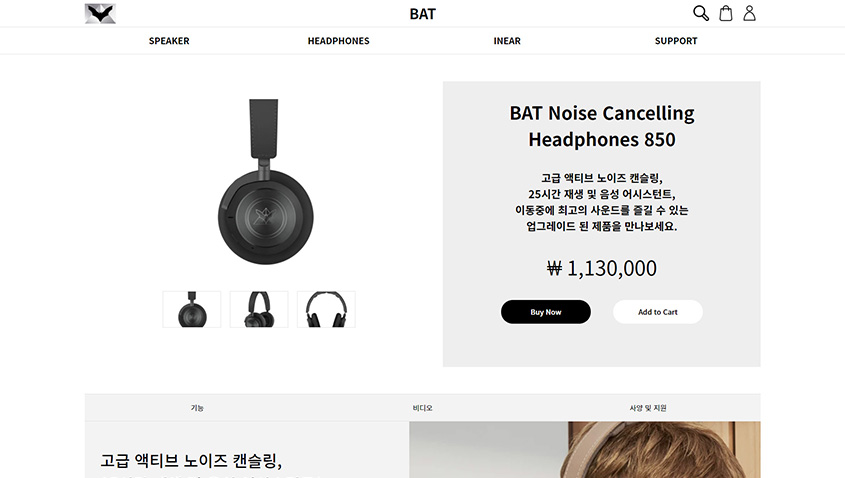 BAT
SPEAKER HEADPHONES INEAR SUPPORT
BAT Noise Cancelling
Headphones 850
고급 액티브 노이즈 캔슬링,
25시간 재생 및 음성 어시스턴트,
이동중에 최고의 사운드를 즐길 수 있는
업그레이드 된 제품을 만나보세요.
₩ 1,130,000
Buy Now Add to Cart
기능 비디오 사양 및 지원
고급 액티브 노이즈 캔슬링,